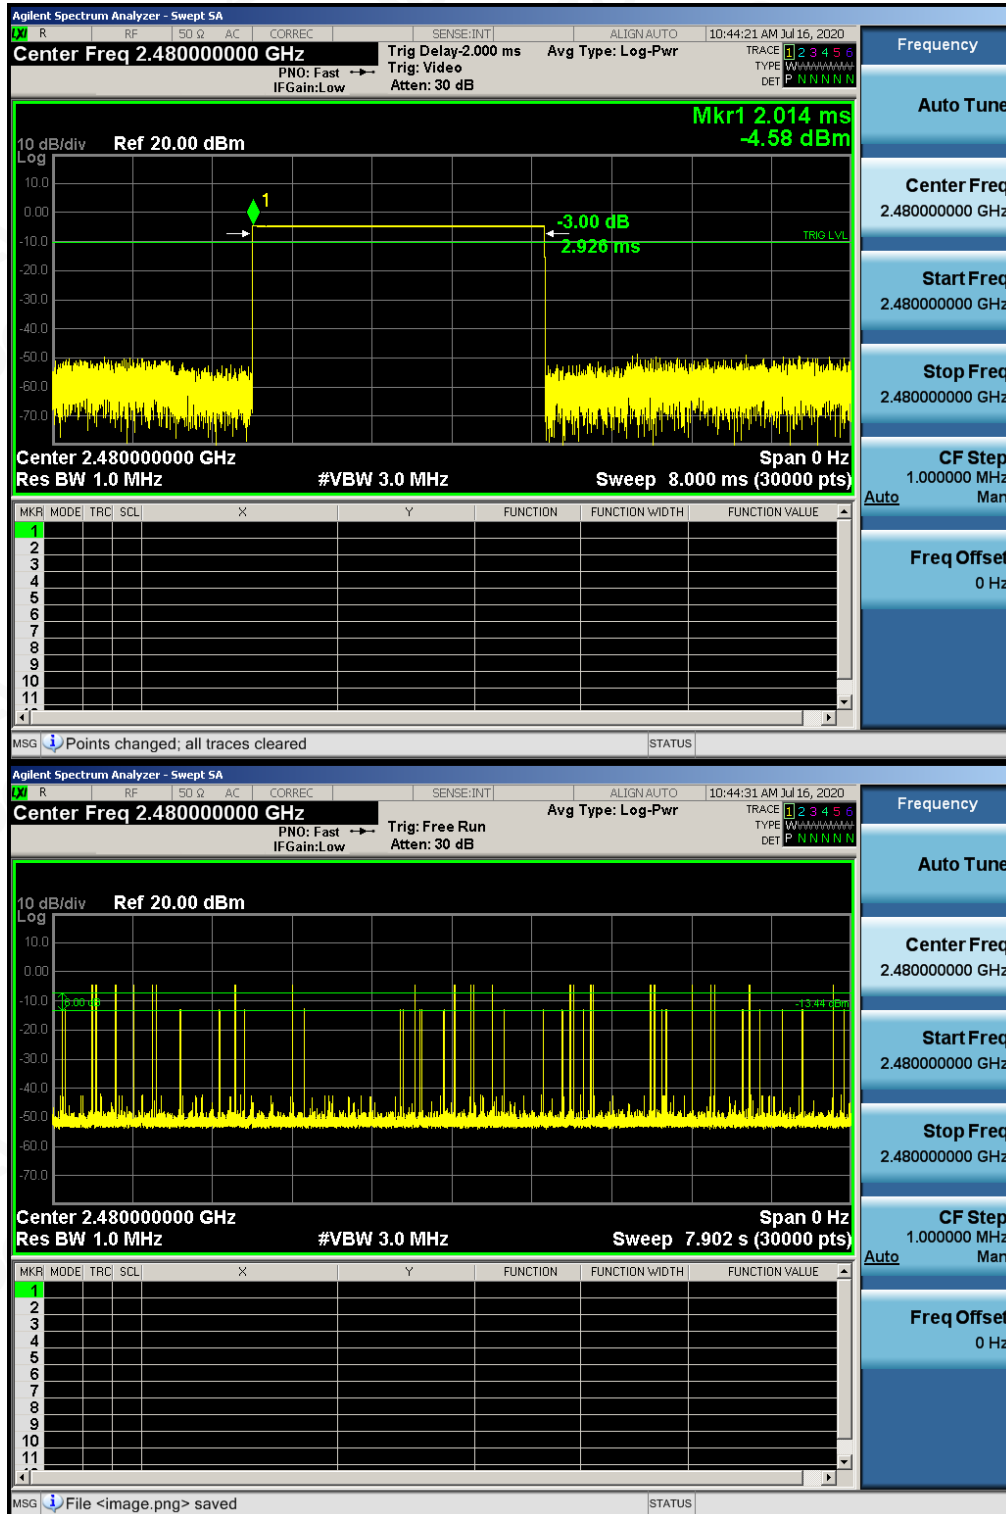 Agilent Spectrum Analyzer - Swept SA
LXI R RF 50 Ω AC CORREC SENSE:INT ALIGN AUTO 10:44:21 AM Jul 16, 2020
Center Freq 2.480000000 GHz
PNO: Fast
IFGain:Low
Trig Delay-2.000 ms
Trig: Video
Atten: 30 dB
Avg Type: Log-Pwr
TRACE 1 2 3 4 5 6
TYPE WWWWWWW
DET P N N N N N
Mkr1 2.014 ms
-4.58 dBm
10 dB/div Ref 20.00 dBm
Log
10.0
0.00
-10.0
-20.0
-30.0
-40.0
-50.0
-60.0
-70.0
1
-3.00 dB
2.926 ms
TRIG LVL
Center 2.480000000 GHz Span 0 Hz
Res BW 1.0 MHz #VBW 3.0 MHz Sweep 8.000 ms (30000 pts)
MKR MODE TRC SCL X Y FUNCTION FUNCTION WIDTH FUNCTION VALUE
1
2
3
4
5
6
7
8
9
10
11
MSG Points changed; all traces cleared STATUS
Frequency
Auto Tune
Center Freq
2.480000000 GHz
Start Freq
2.480000000 GHz
Stop Freq
2.480000000 GHz
CF Step
1.000000 MHz
Auto Man
Freq Offset
0 Hz
Agilent Spectrum Analyzer - Swept SA
LXI R RF 50 Ω AC CORREC SENSE:INT ALIGN AUTO 10:44:31 AM Jul 16, 2020
Center Freq 2.480000000 GHz
PNO: Fast
IFGain:Low
Trig: Free Run
Atten: 30 dB
Avg Type: Log-Pwr
TRACE 1 2 3 4 5 6
TYPE WWWWWWW
DET P N N N N N
10 dB/div Ref 20.00 dBm
Log
10.0
0.00
-10.0
-20.0
-30.0
-40.0
-50.0
-60.0
-70.0
6.00 dB
-13.44 dBm
Center 2.480000000 GHz Span 0 Hz
Res BW 1.0 MHz #VBW 3.0 MHz Sweep 7.902 s (30000 pts)
MKR MODE TRC SCL X Y FUNCTION FUNCTION WIDTH FUNCTION VALUE
1
2
3
4
5
6
7
8
9
10
11
MSG File <image.png> saved STATUS
Frequency
Auto Tune
Center Freq
2.480000000 GHz
Start Freq
2.480000000 GHz
Stop Freq
2.480000000 GHz
CF Step
1.000000 MHz
Auto Man
Freq Offset
0 Hz